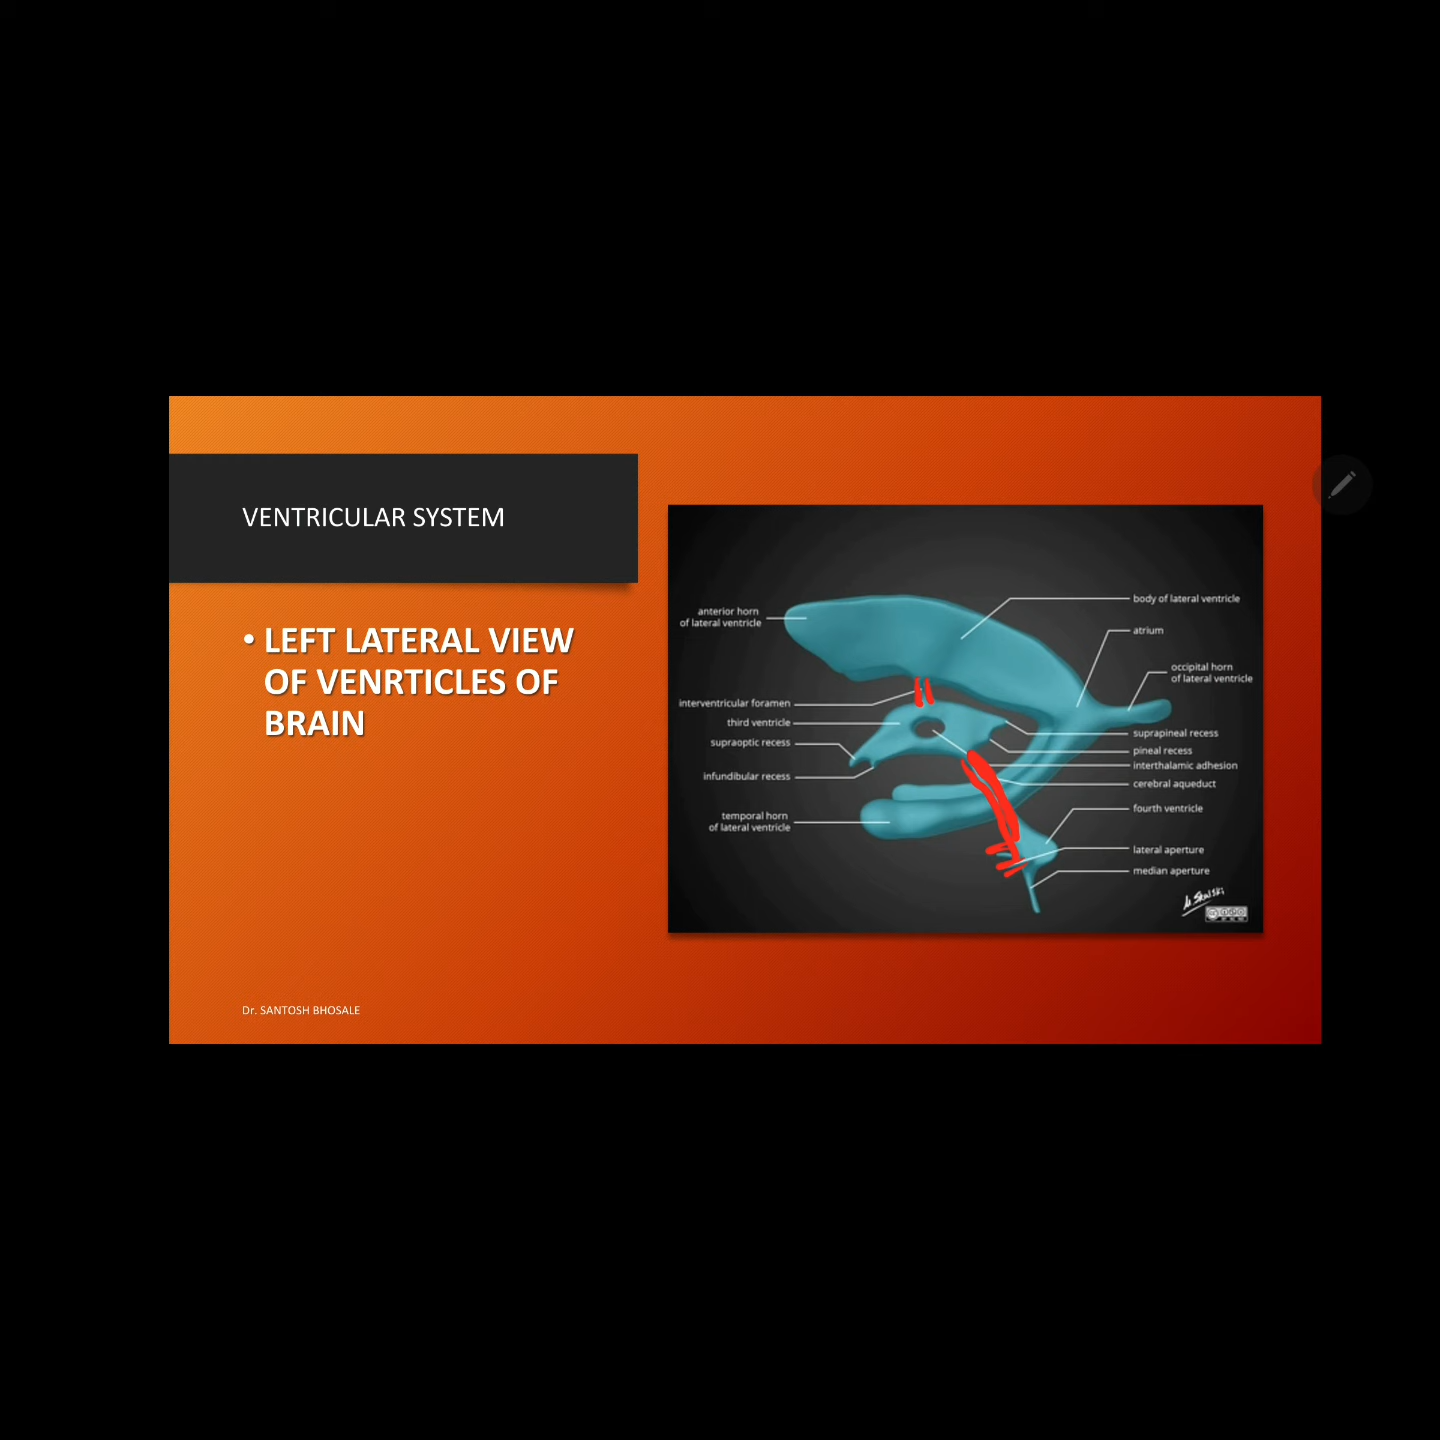 VENTRICULAR SYSTEM
• LEFT LATERAL VIEW
OF VENRTICLES OF
BRAIN
anterior horn
of lateral ventricle
interventricular foramen
third ventricle
supraoptic recess
infundibular recess
temporal horn
of lateral ventricle
body of lateral ventricle
atrium
occipital horn
of lateral ventricle
suprapineal recess
pineal recess
interthalamic adhesion
cerebral aqueduct
fourth ventricle
lateral aperture
median aperture
Dr. SANTOSH BHOSALE